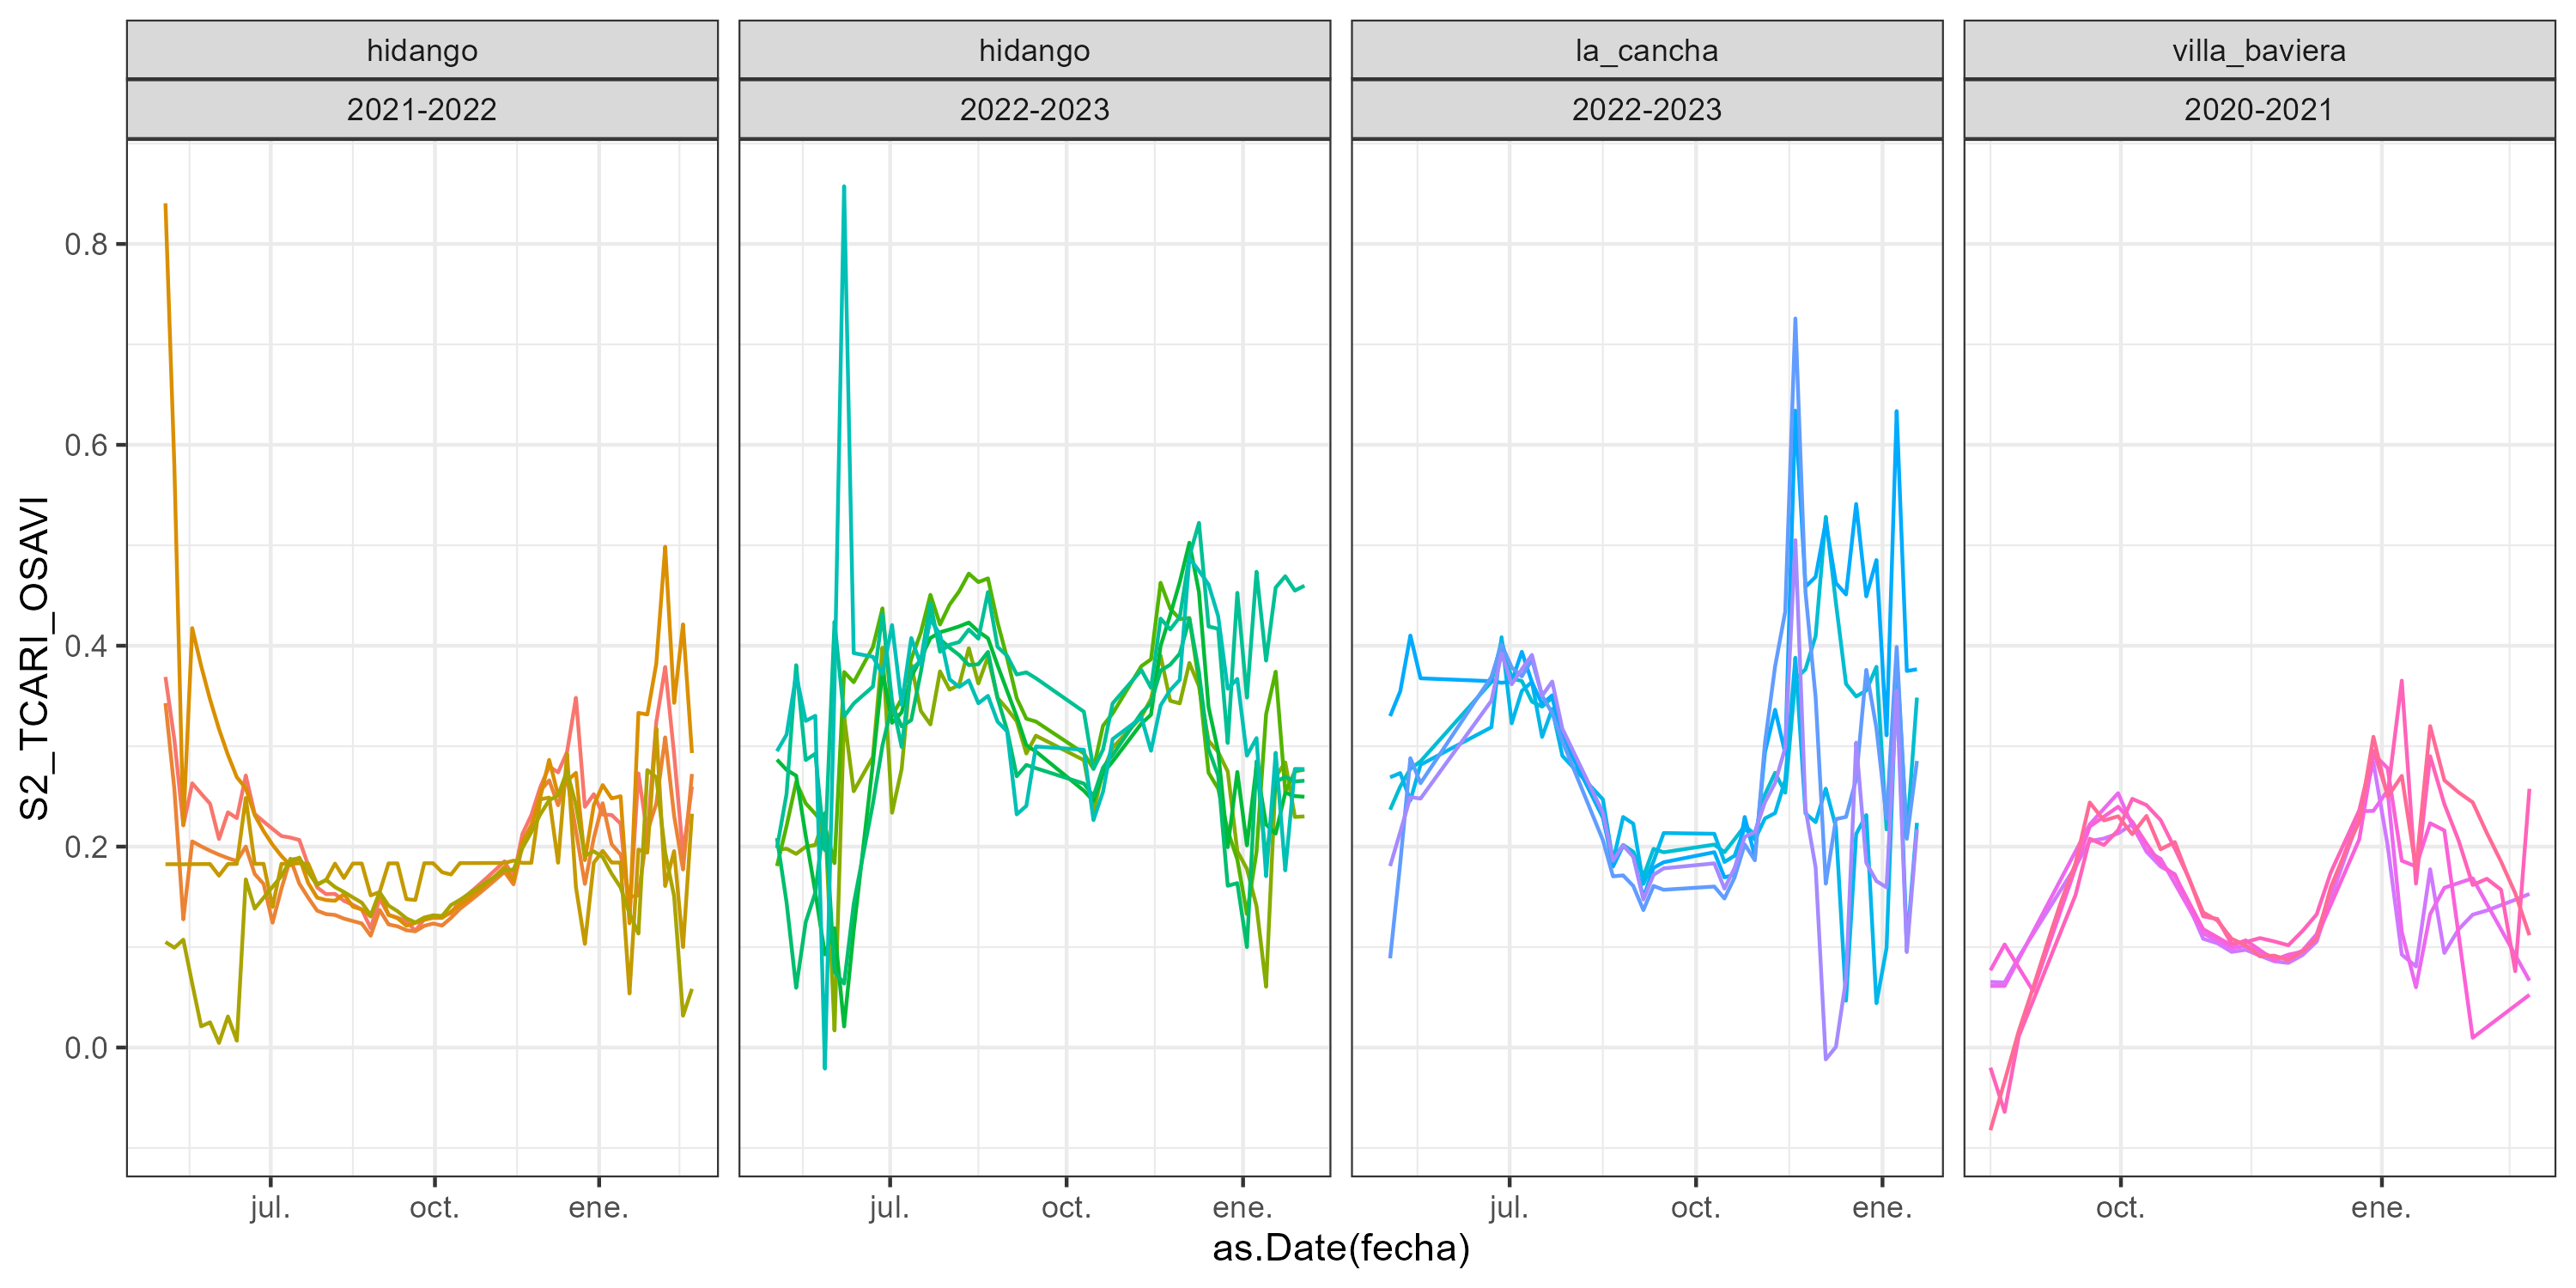 hidango
hidango
la_cancha
villa_baviera
2021-2022
2022-2023
2022-2023
2020-2021
S2_TCARI_OSAVI
0.8
0.6
0.4
0.2
0.0
jul.
oct.
ene.
jul.
oct.
ene.
jul.
oct.
ene.
oct.
ene.
as.Date(fecha)